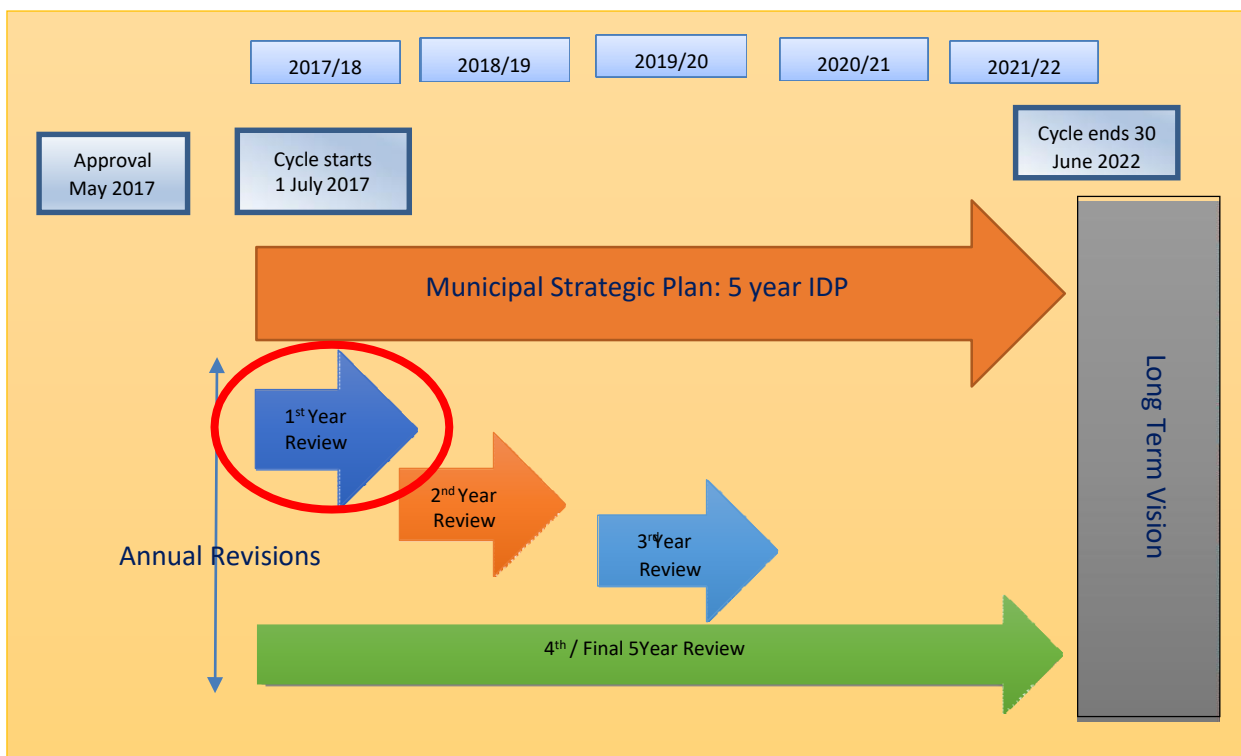 2017/18
2018/19
2019/20
2020/21
2021/22
Approval
May 2017
Cycle starts
1 July 2017
Cycle ends 30
June 2022
Municipal Strategic Plan: 5 year IDP
1st Year
Review
2nd Year
Review
3rd Year
Review
Annual Revisions
4th / Final 5Year Review
Long Term Vision